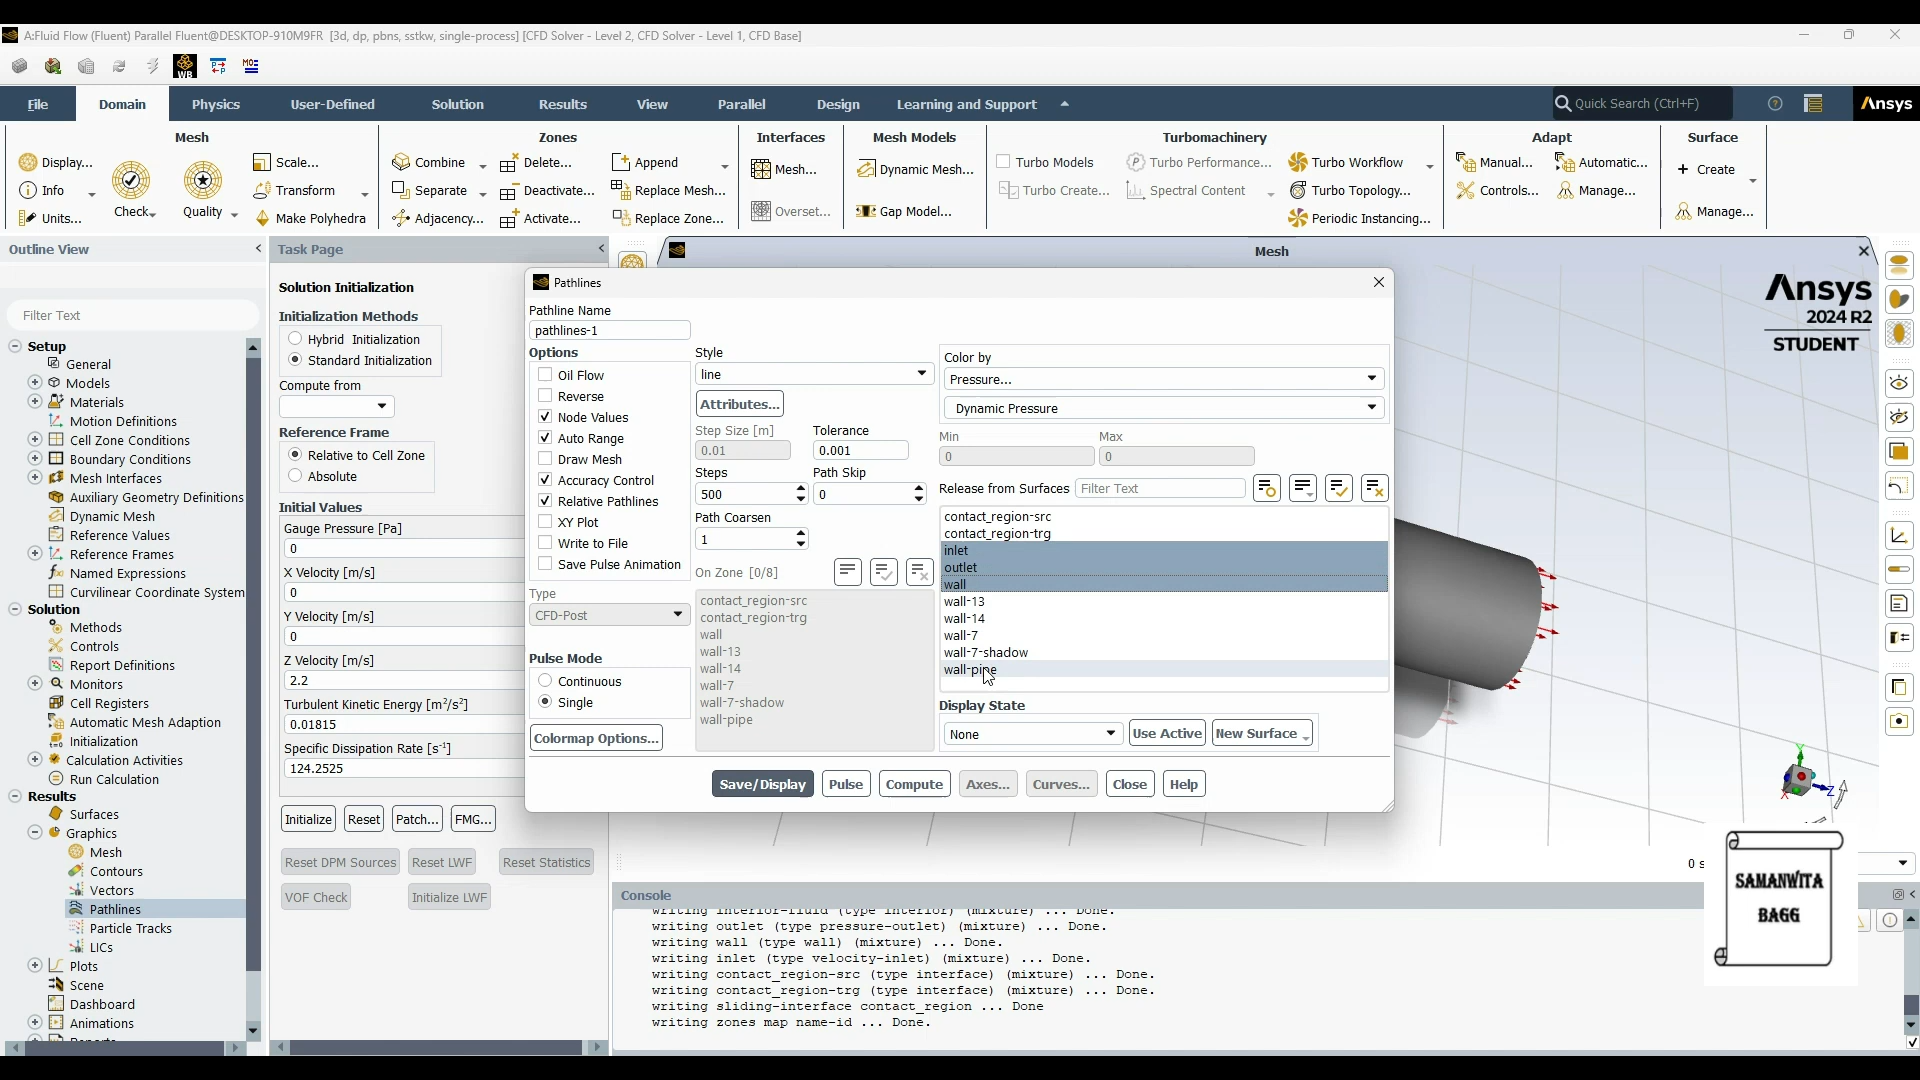 A:Fluid Flow (Fluent) Parallel Fluent@DESKTOP-910M9FR [3d, dp, pbns, sstkw, single-process] [CFD Solver - Level 2, CFD Solver - Level 1, CFD Base]
WB
File Domain Physics User-Defined Solution Results View Parallel Design Learning and Support Quick Search (Ctrl+F) Ansys
Mesh Zones Interfaces Mesh Models Turbomachinery Adapt Surface
Display... Scale... Combine Delete... Append Mesh... Dynamic Mesh... Turbo Models Turbo Performance... Turbo Workflow Manual... Automatic... Create
Info Transform Separate Deactivate... Replace Mesh... Turbo Create... Spectral Content Turbo Topology... Controls... Manage...
Units... Check Quality Make Polyhedra Adjacency... Activate... Replace Zone... Overset... Gap Model... Periodic Instancing... Manage...
Outline View
Filter Text
Setup
General
Models
Materials
Motion Definitions
Cell Zone Conditions
Boundary Conditions
Mesh Interfaces
Auxiliary Geometry Definitions
Dynamic Mesh
Reference Values
Reference Frames
Named Expressions
Curvilinear Coordinate System
Solution
Methods
Controls
Report Definitions
Monitors
Cell Registers
Automatic Mesh Adaption
Initialization
Calculation Activities
Run Calculation
Results
Surfaces
Graphics
Mesh
Contours
Vectors
Pathlines
Particle Tracks
LICs
Plots
Scene
Dashboard
Animations
Task Page
Solution Initialization
Initialization Methods
Hybrid Initialization
Standard Initialization
Compute from
Reference Frame
Relative to Cell Zone
Absolute
Initial Values
Gauge Pressure [Pa]
0
X Velocity [m/s]
0
Y Velocity [m/s]
0
Z Velocity [m/s]
2.2
Turbulent Kinetic Energy [m²/s²]
0.01815
Specific Dissipation Rate [s⁻¹]
124.2525
Initialize Reset Patch... FMG...
Reset DPM Sources Reset LWF Reset Statistics
VOF Check Initialize LWF
Mesh
Pathlines
Pathline Name
pathlines-1
Options
Oil Flow
Reverse
Node Values
Auto Range
Draw Mesh
Accuracy Control
Relative Pathlines
XY Plot
Write to File
Save Pulse Animation
Type
CFD-Post
Pulse Mode
Continuous
Single
Colormap Options...
Style
line
Attributes...
Step Size [m] Tolerance
0.01 0.001
Steps Path Skip
500 0
Path Coarsen
1
On Zone [0/8]
contact_region-src
contact_region-trg
wall
wall-13
wall-14
wall-7
wall-7-shadow
wall-pipe
Color by
Pressure...
Dynamic Pressure
Min Max
0 0
Release from Surfaces Filter Text
contact_region-src
contact_region-trg
inlet
outlet
wall
wall-13
wall-14
wall-7
wall-7-shadow
wall-pipe
Display State
None Use Active New Surface
Save/Display Pulse Compute Axes... Curves... Close Help
Ansys
2024 R2
STUDENT
Y
Z
X
0 s
SAMANWITA
BAGG
Console
writing interior-fluid (type interior) (mixture) ... Done.
writing outlet (type pressure-outlet) (mixture) ... Done.
writing wall (type wall) (mixture) ... Done.
writing inlet (type velocity-inlet) (mixture) ... Done.
writing contact_region-src (type interface) (mixture) ... Done.
writing contact_region-trg (type interface) (mixture) ... Done.
writing sliding-interface contact_region ... Done
writing zones map name-id ... Done.